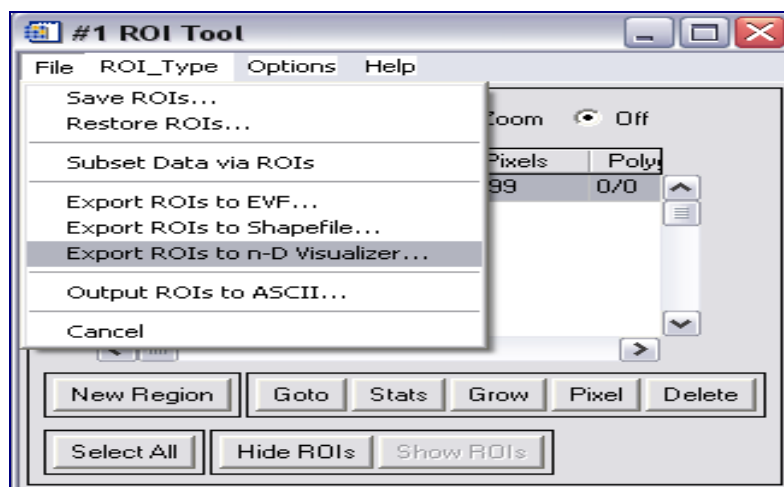 #1 ROI Tool
File ROI_Type Options Help
Save ROIs...
Restore ROIs...
Subset Data via ROIs
Export ROIs to EVF...
Export ROIs to Shapefile...
Export ROIs to n-D Visualizer...
Output ROIs to ASCII...
Cancel
Zoom Off
Pixels
99 0/0
New Region Goto Stats Grow Pixel Delete
Select All Hide ROIs Show ROIs